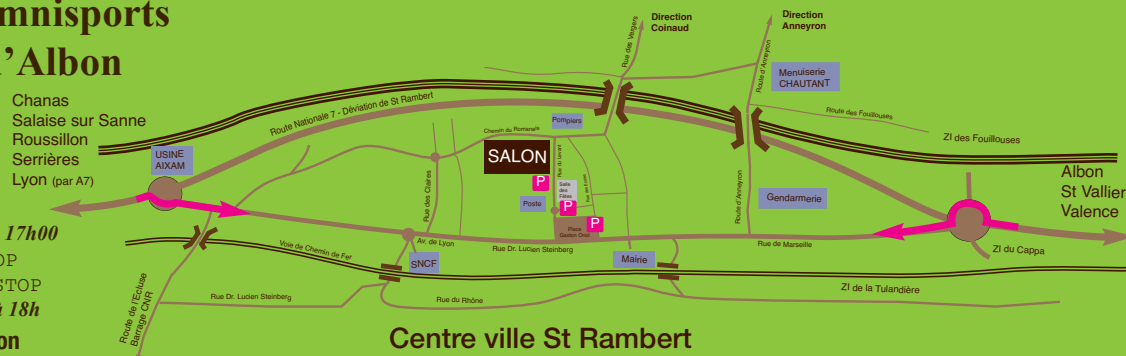 mnisports
l'Albon
Chanas
Salaise sur Sanne
Roussillon
Serrières
Lyon (par A7)
17h00
OP
STOP
à 18h
on
USINE
AIXAM
Route Nationale 7 - Déviation de St Rambert
Direction
Coinaud
Direction
Anneyron
Rue des Vergers
Route d'Anneyron
Menuiserie
CHAUTANT
Route des Fouillouses
ZI des Fouillouses
Pompiers
Chemin du Romanais
SALON
Rue du Levant
P
Salle
des
Fêtes
P
Poste
P
Place
Rue des Claires
Route d'Anneyron
Gendarmerie
Albon
St Vallier
Valence
Av. de Lyon
Rue Dr. Lucien Steinberg
Rue de Marseille
ZI du Cappa
Voie de Chemin de Fer
SNCF
Mairie
ZI de la Tulandière
Rue Dr. Lucien Steinberg
Rue du Rhône
Route de l'Ecluse
Barrage CNR
Centre ville St Rambert